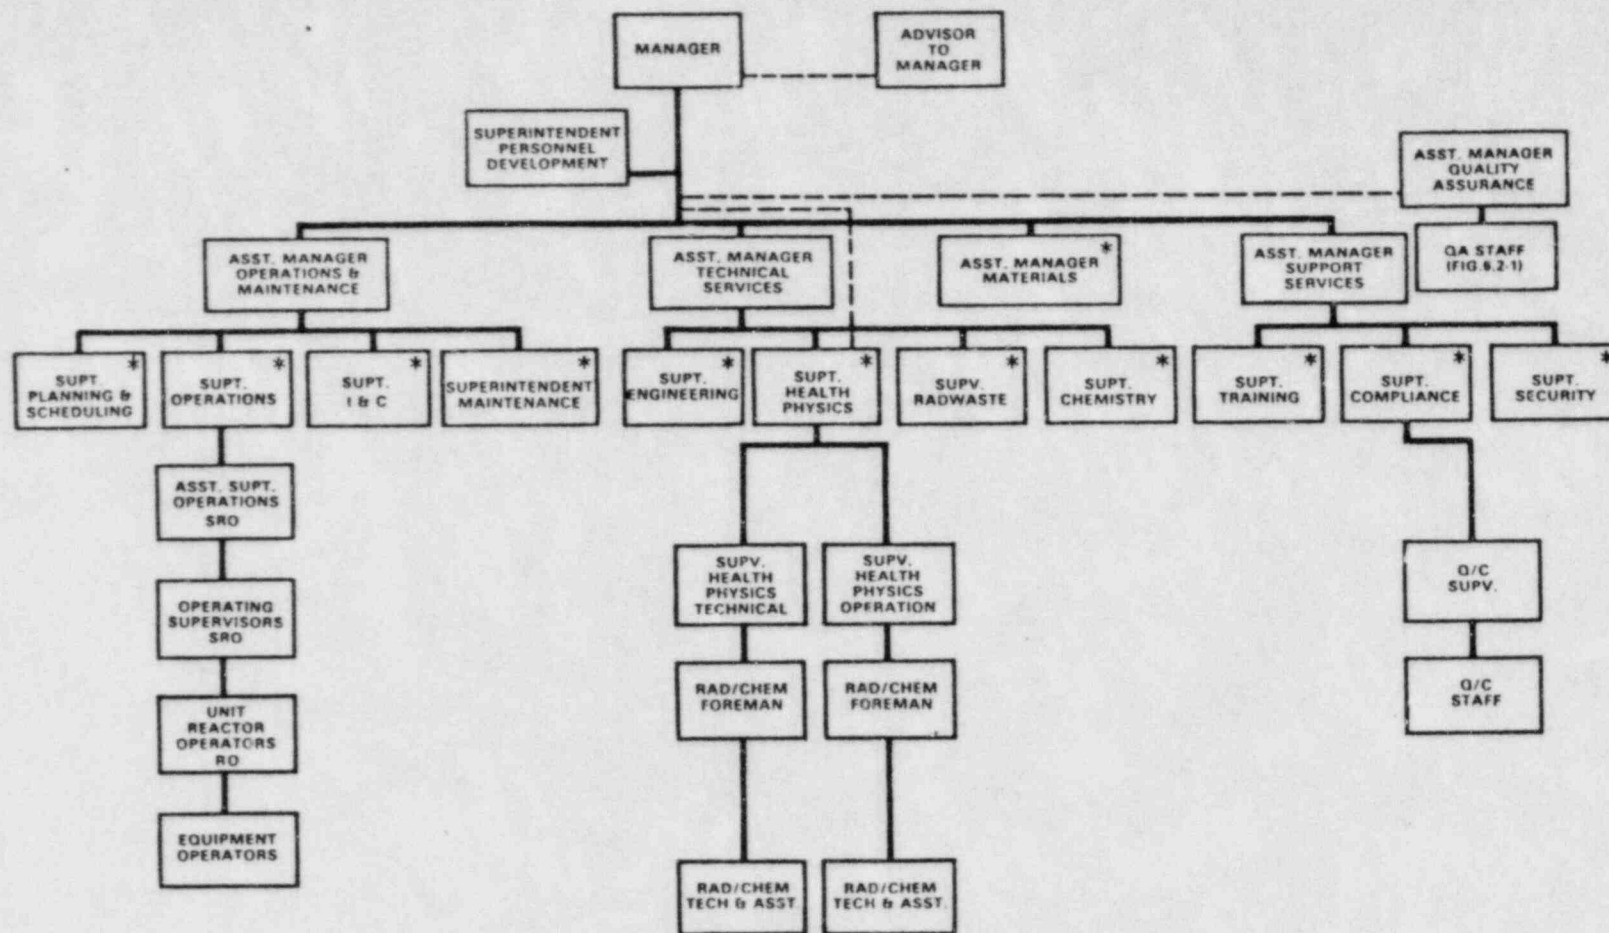 MANAGER
ADVISOR
TO
MANAGER
SUPERINTENDENT
PERSONNEL
DEVELOPMENT
ASST. MANAGER
QUALITY
ASSURANCE
ASST. MANAGER
OPERATIONS &
MAINTENANCE
ASST. MANAGER
TECHNICAL
SERVICES
ASST. MANAGER *
MATERIALS
ASST. MANAGER
SUPPORT
SERVICES
QA STAFF
(FIG.6.2-1)
*
SUPT.
PLANNING &
SCHEDULING
*
SUPT.
OPERATIONS
*
SUPT.
I & C
*
SUPERINTENDENT
MAINTENANCE
*
SUPT.
ENGINEERING
*
SUPT.
HEALTH
PHYSICS
*
SUPV.
RADWASTE
*
SUPT.
CHEMISTRY
*
SUPT.
TRAINING
*
SUPT.
COMPLIANCE
*
SUPT.
SECURITY
ASST. SUPT.
OPERATIONS
SRO
OPERATING
SUPERVISORS
SRO
UNIT
REACTOR
OPERATORS
RO
EQUIPMENT
OPERATORS
SUPV.
HEALTH
PHYSICS
TECHNICAL
SUPV.
HEALTH
PHYSICS
OPERATION
RAD/CHEM
FOREMAN
RAD/CHEM
FOREMAN
RAD/CHEM
TECH & ASST.
RAD/CHEM
TECH & ASST.
Q/C
SUPV.
Q/C
STAFF